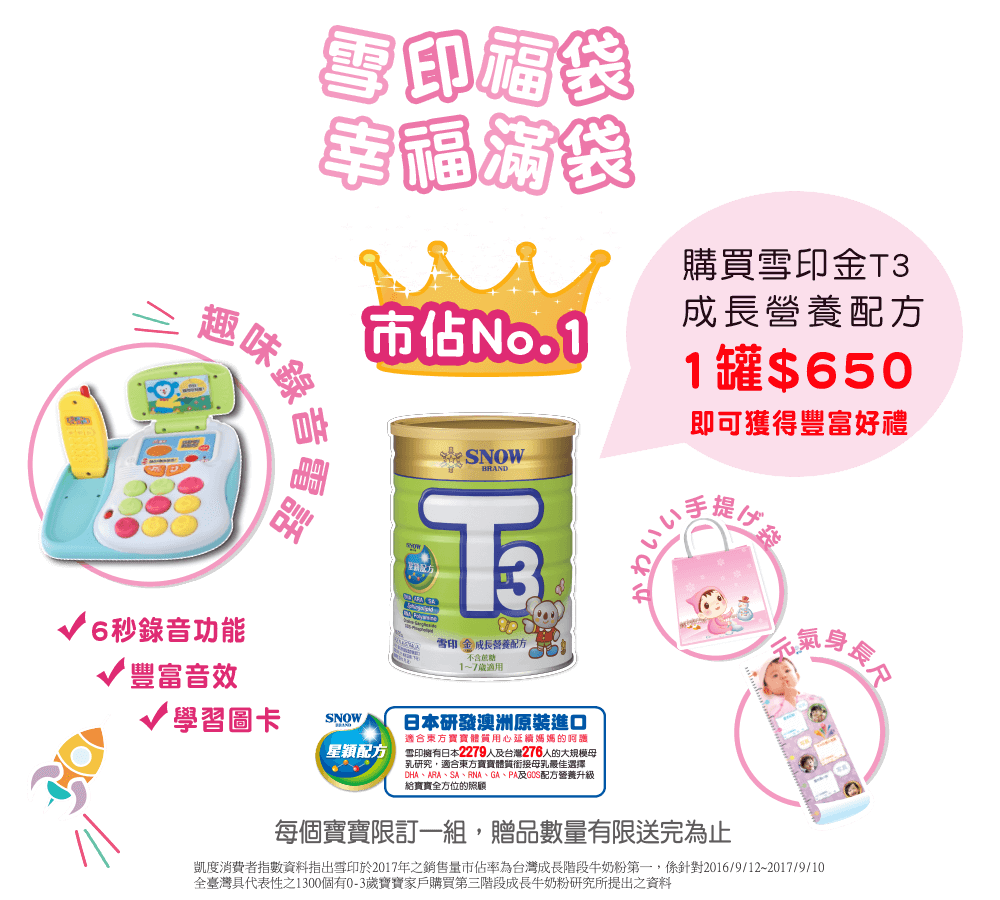 雪印福袋
幸福滿袋
市佔No.1
購買雪印金T3
成長營養配方
1罐$650
即可獲得豐富好禮
趣味錄音電話
✓6秒錄音功能
✓豐富音效
✓學習圖卡
SNOW
BRAND
T3
SNOW
星穎配方
雪印 金 成長營養配方
不含蔗糖
1~7歲適用
かわいい手提げ袋
元氣身長尺
SNOW
BRAND
星穎配方
日本研發澳洲原裝進口
適合東方寶寶體質用心延續媽媽的呵護
雪印擁有日本2279人及台灣276人的大規模母
乳研究,適合東方寶寶體質銜接母乳最佳選擇
DHA、ARA、SA、RNA、GA、PA及GOS配方營養升級
給寶寶全方位的照顧
每個寶寶限訂一組,贈品數量有限送完為止
凱度消費者指數資料指出雪印於2017年之銷售量市佔率為台灣成長階段牛奶粉第一,係針對2016/9/12~2017/9/10
全臺灣具代表性之1300個有0-3歲寶寶家戶購買第三階段成長牛奶粉研究所提出之資料